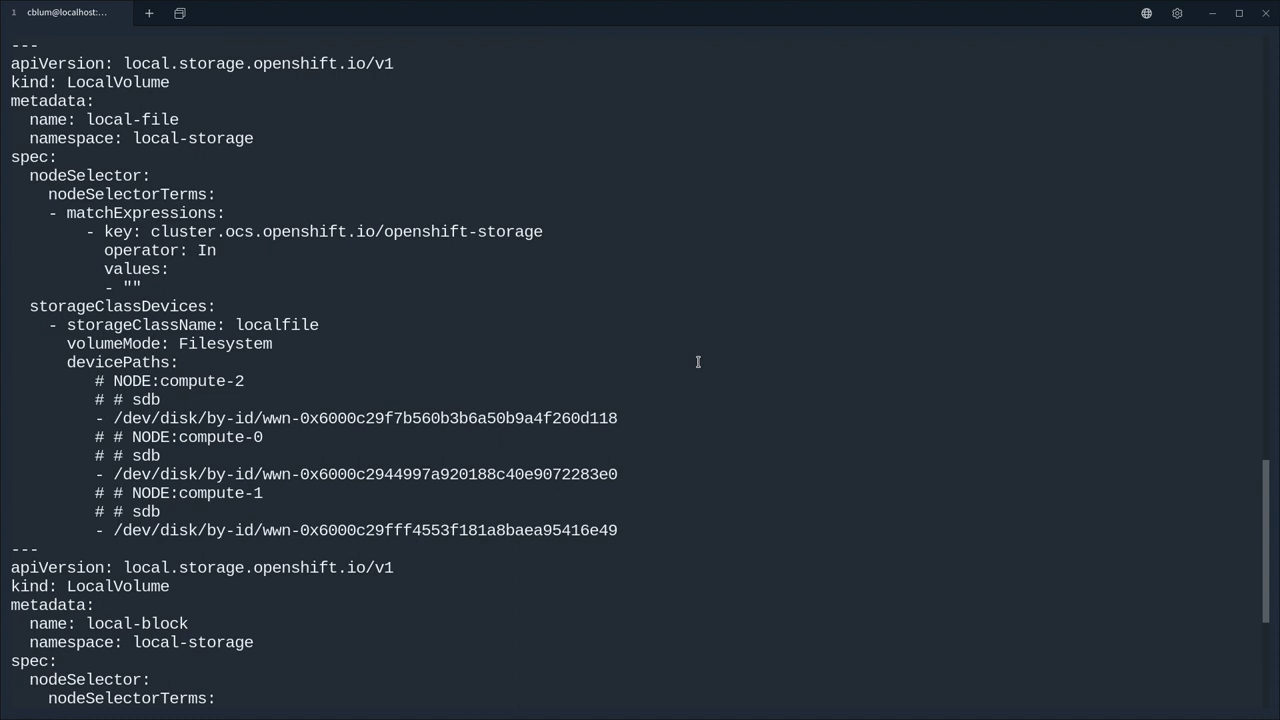 1 cblum@localhost:...
---
apiVersion: local.storage.openshift.io/v1
kind: LocalVolume
metadata:
  name: local-file
  namespace: local-storage
spec:
  nodeSelector:
    nodeSelectorTerms:
    - matchExpressions:
        - key: cluster.ocs.openshift.io/openshift-storage
          operator: In
          values:
          - ""
  storageClassDevices:
    - storageClassName: localfile
      volumeMode: Filesystem
      devicePaths:
         # NODE:compute-2
         # # sdb
         - /dev/disk/by-id/wwn-0x6000c29f7b560b3b6a50b9a4f260d118
         # # NODE:compute-0
         # # sdb
         - /dev/disk/by-id/wwn-0x6000c2944997a920188c40e9072283e0
         # # NODE:compute-1
         # # sdb
         - /dev/disk/by-id/wwn-0x6000c29fff4553f181a8baea95416e49
---
apiVersion: local.storage.openshift.io/v1
kind: LocalVolume
metadata:
  name: local-block
  namespace: local-storage
spec:
  nodeSelector:
    nodeSelectorTerms: